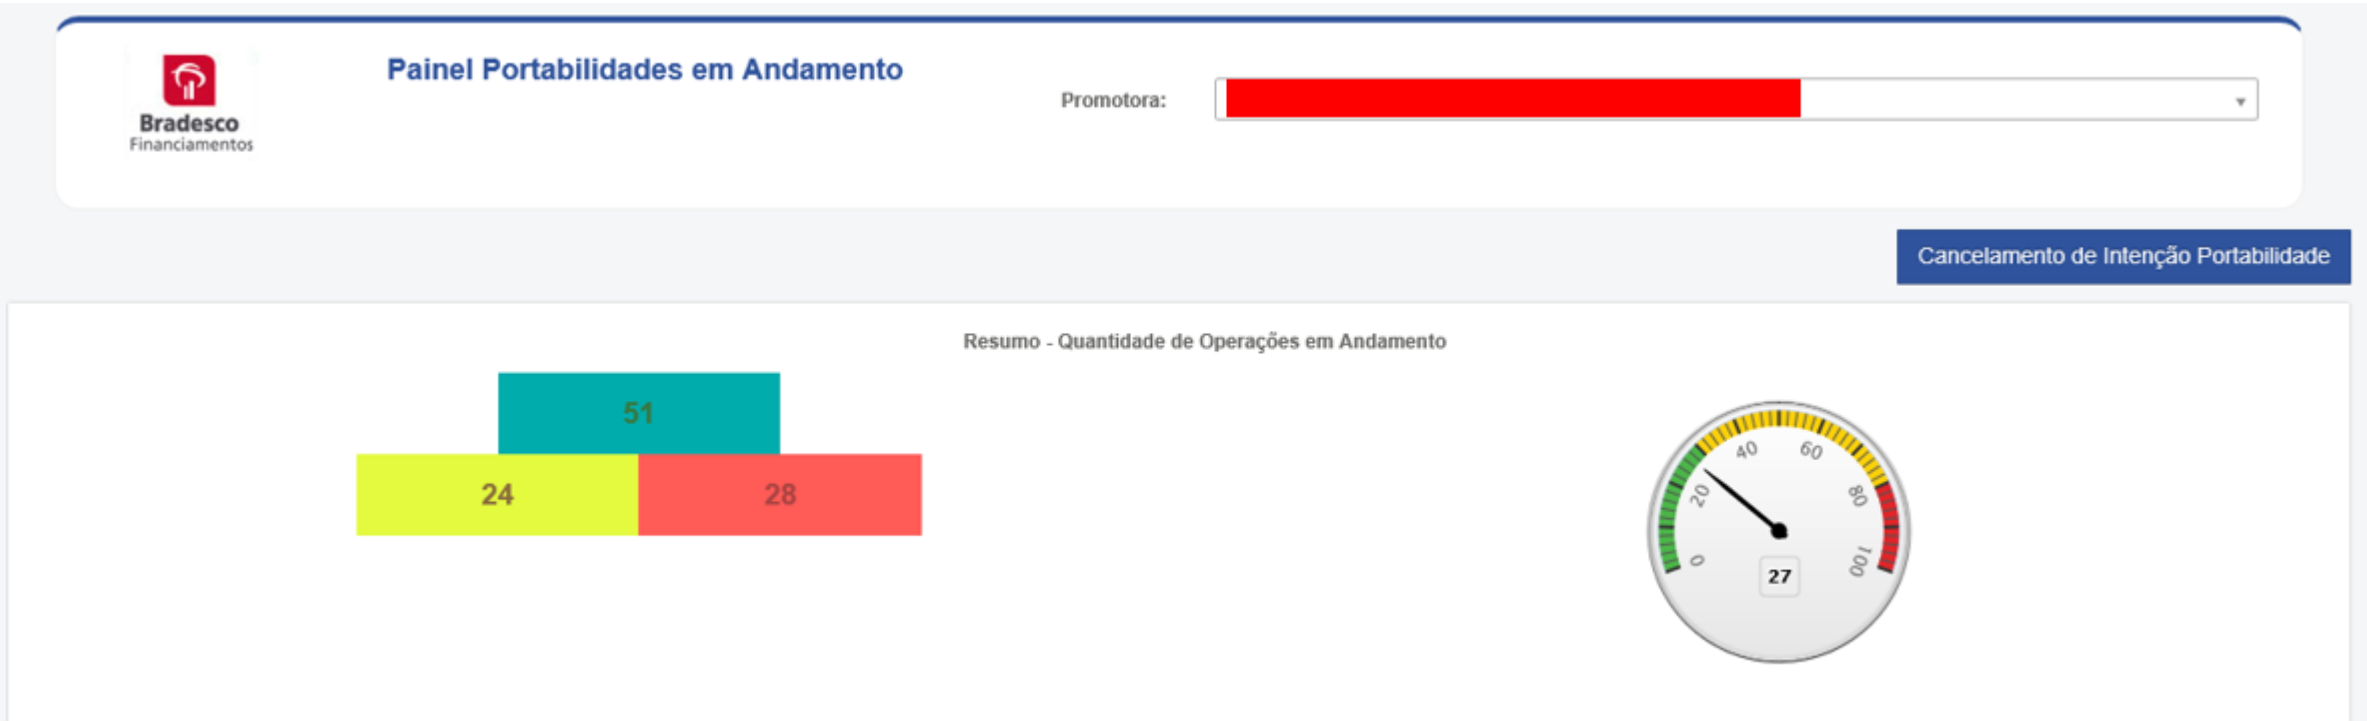 Painel Portabilidades em Andamento
Promotora:
Bradesco
Financiamentos
Cancelamento de Intenção Portabilidade
Resumo - Quantidade de Operações em Andamento
51
24
28
0
20
40
60
80
100
27